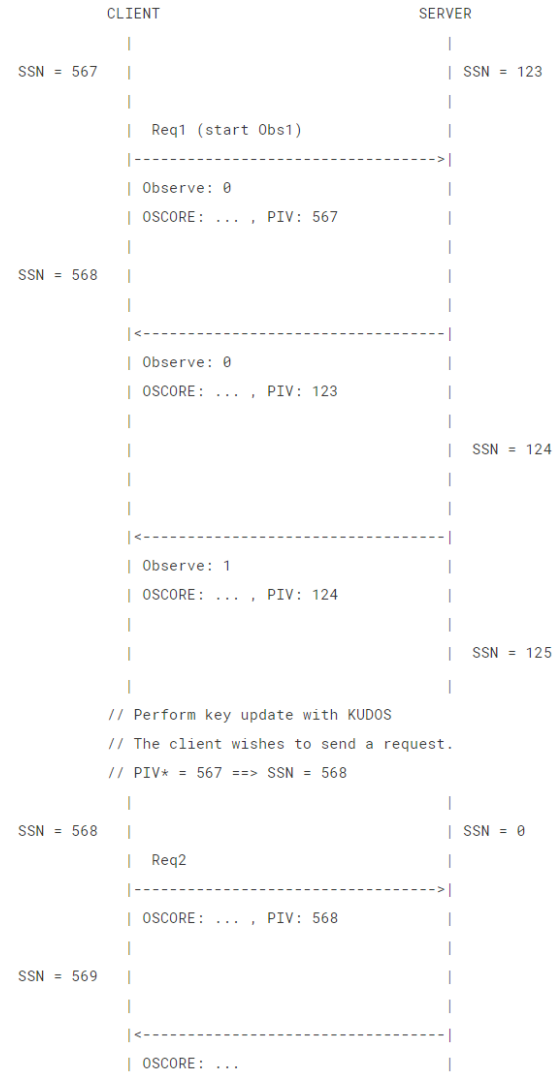 CLIENT SERVER
| |
SSN = 567 | | SSN = 123
| |
| Req1 (start Obs1) |
|---------------------------------->|
| Observe: 0 |
| OSCORE: ... , PIV: 567 |
| |
SSN = 568 | |
| |
|<----------------------------------|
| Observe: 0 |
| OSCORE: ... , PIV: 123 |
| |
| | SSN = 124
| |
| |
|<----------------------------------|
| Observe: 1 |
| OSCORE: ... , PIV: 124 |
| |
| | SSN = 125
| |
// Perform key update with KUDOS
// The client wishes to send a request.
// PIV* = 567 ==> SSN = 568
| |
SSN = 568 | | SSN = 0
| Req2 |
|---------------------------------->|
| OSCORE: ... , PIV: 568 |
| |
SSN = 569 | |
| |
|<----------------------------------|
| OSCORE: ... |